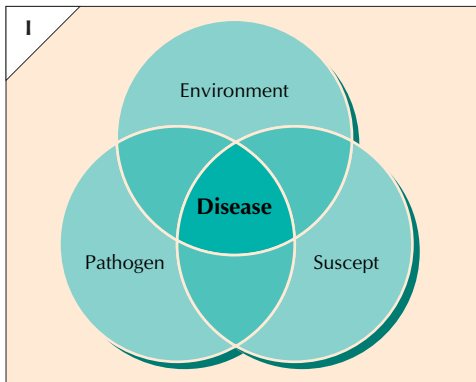 I
Environment
Disease
Pathogen
Suscept